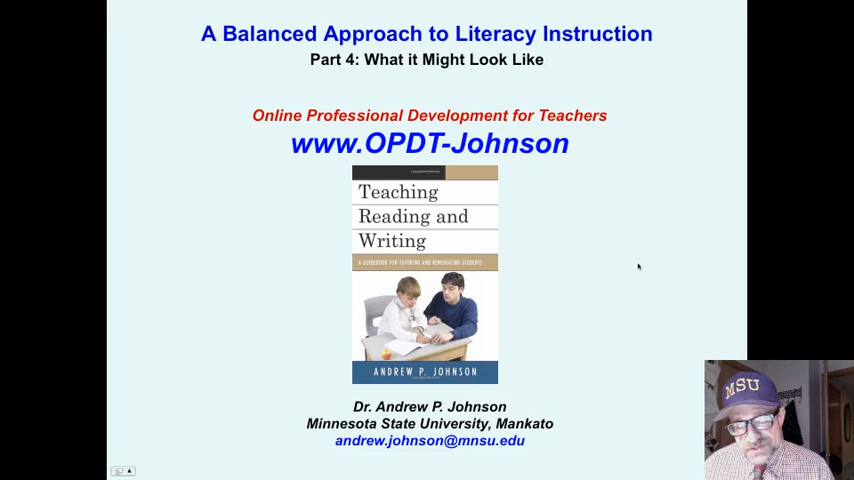 A Balanced Approach to Literacy Instruction
Part 4: What it Might Look Like
Online Professional Development for Teachers
www.OPDT-Johnson
Teaching
Reading and
Writing
A GUIDEBOOK FOR TUTORING AND REMEDIATING STUDENTS
ANDREW P. JOHNSON
Dr. Andrew P. Johnson
Minnesota State University, Mankato
andrew.johnson@mnsu.edu
MSU